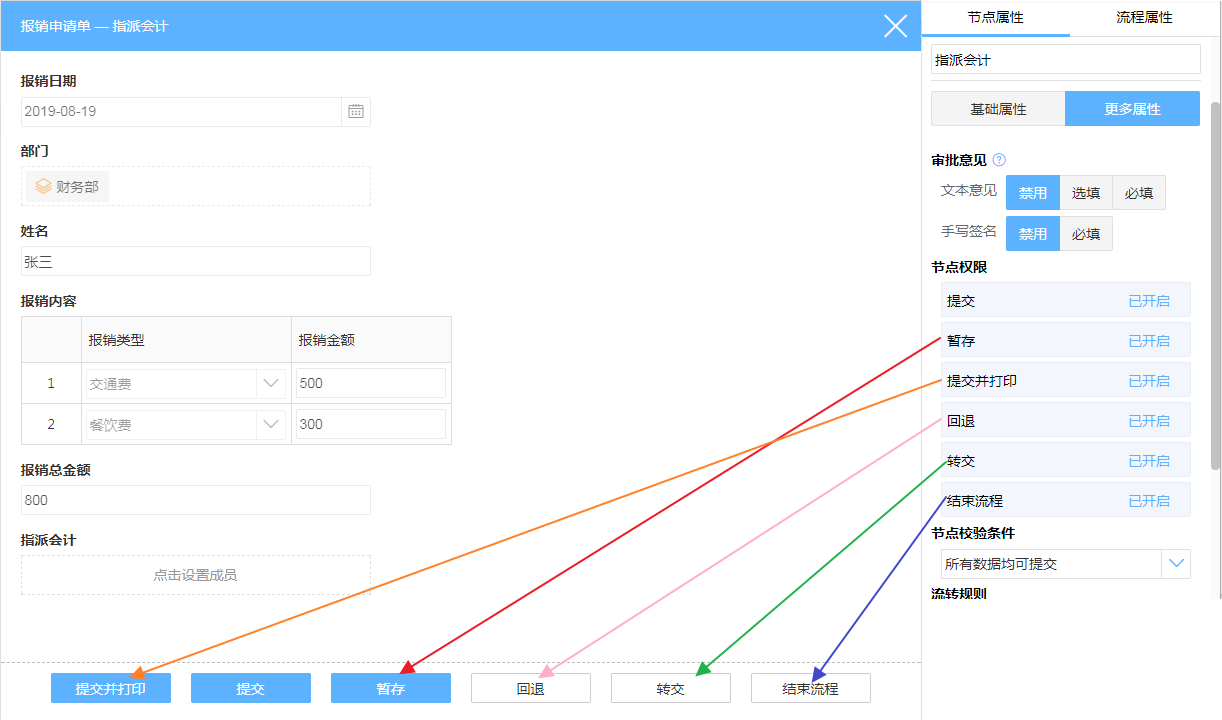 报销申请单 — 指派会计
报销日期
2019-08-19
部门
财务部
姓名
张三
报销内容
报销类型 报销金额
1 交通费 500
2 餐饮费 300
报销总金额
800
指派会计
点击设置成员
提交并打印 提交 暂存 回退 转交 结束流程
节点属性 流程属性
指派会计
基础属性 更多属性
审批意见 ?
文本意见 禁用 选填 必填
手写签名 禁用 必填
节点权限
提交 已开启
暂存 已开启
提交并打印 已开启
回退 已开启
转交 已开启
结束流程 已开启
节点校验条件
所有数据均可提交
流转规则